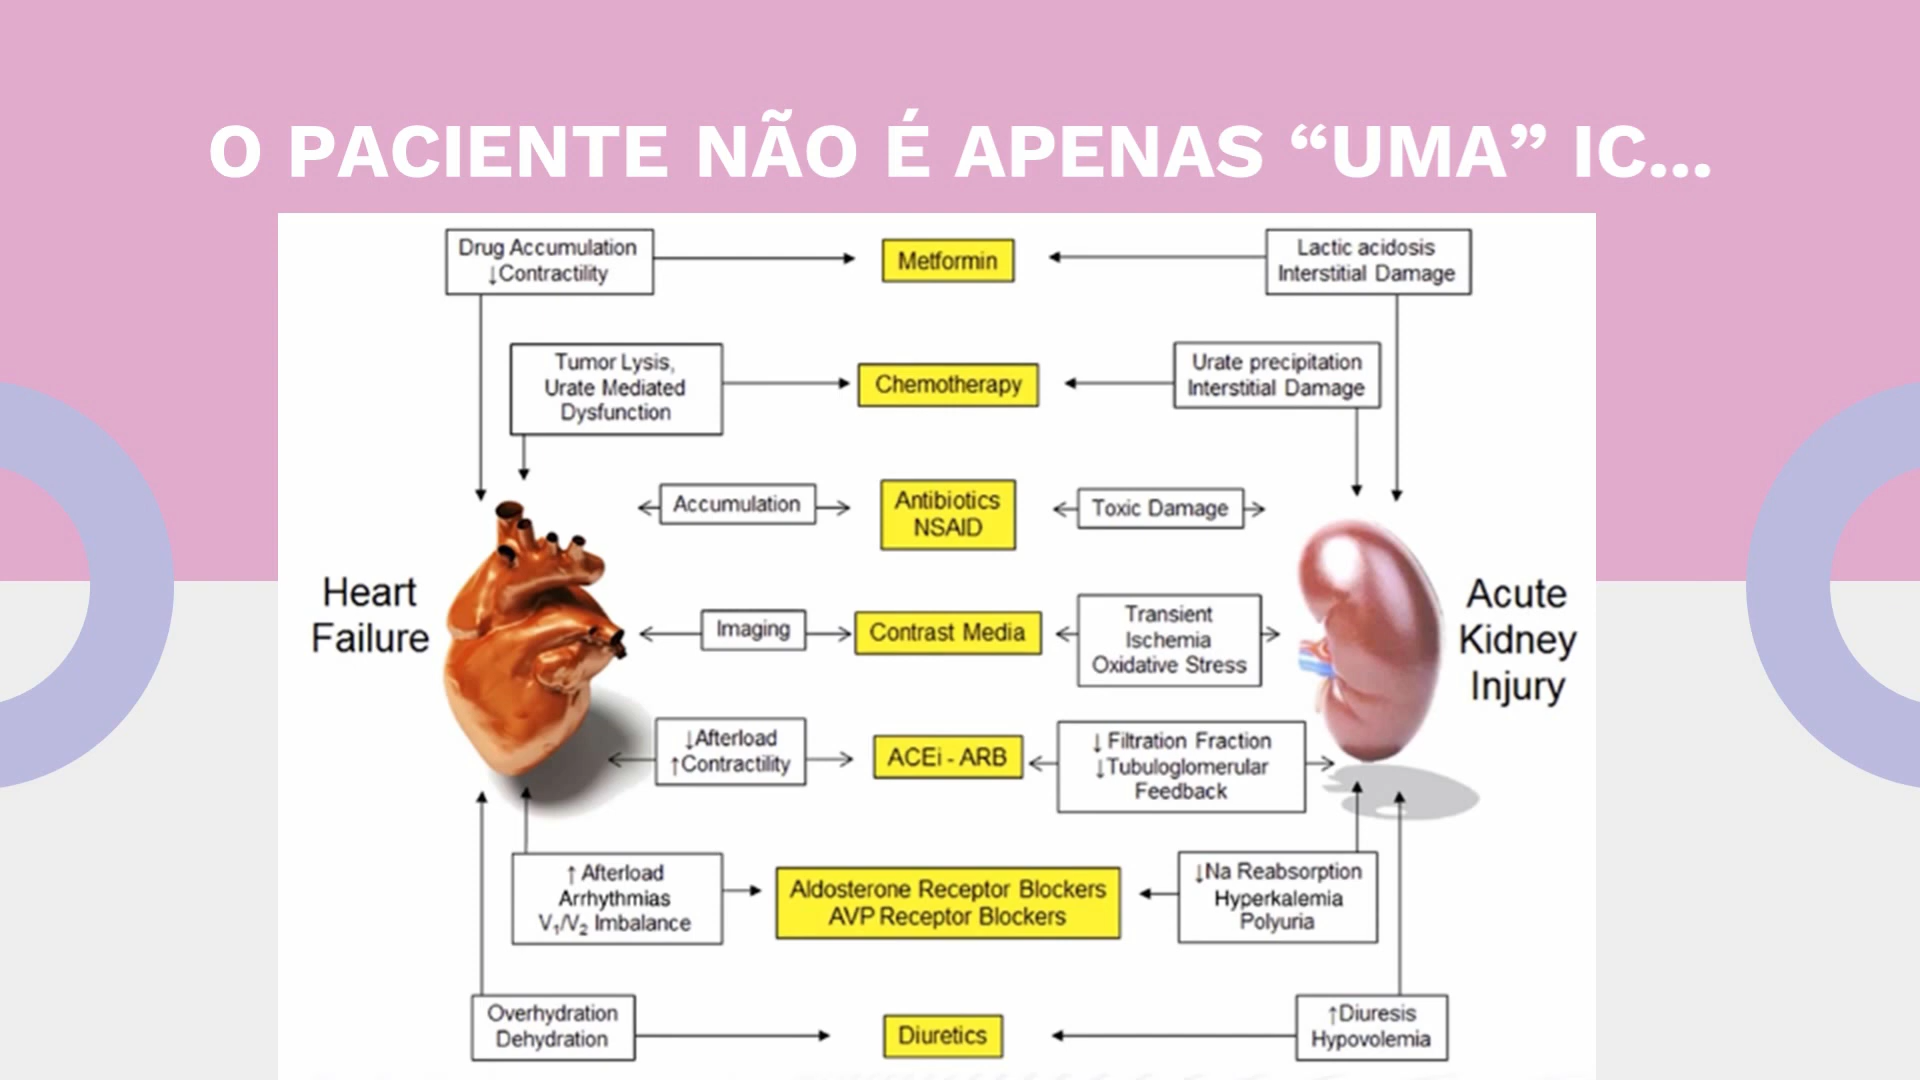 O PACIENTE NÃO É APENAS “UMA” IC...
Drug Accumulation
↓Contractility
Metformin
Lactic acidosis
Interstitial Damage
Tumor Lysis,
Urate Mediated
Dysfunction
Chemotherapy
Urate precipitation
Interstitial Damage
Accumulation
Antibiotics
NSAID
Toxic Damage
Heart
Failure
Imaging
Contrast Media
Transient
Ischemia
Oxidative Stress
Acute
Kidney
Injury
↓Afterload
↑Contractility
ACEi - ARB
↓ Filtration Fraction
↓Tubuloglomerular
Feedback
↑ Afterload
Arrhythmias
V₁/V₂ Imbalance
Aldosterone Receptor Blockers
AVP Receptor Blockers
↓Na Reabsorption
Hyperkalemia
Polyuria
Overhydration
Dehydration
Diuretics
↑Diuresis
Hypovolemia